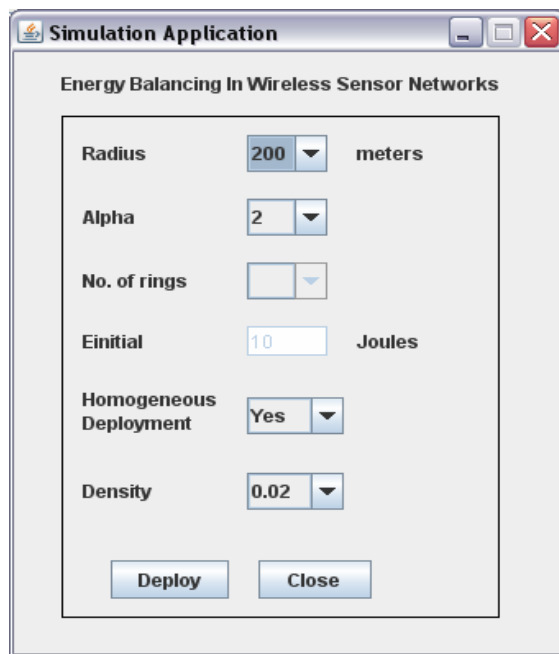 Simulation Application
Energy Balancing In Wireless Sensor Networks
Radius 200 meters
Alpha 2
No. of rings
Einitial 10 Joules
Homogeneous
Deployment Yes
Density 0.02
Deploy Close